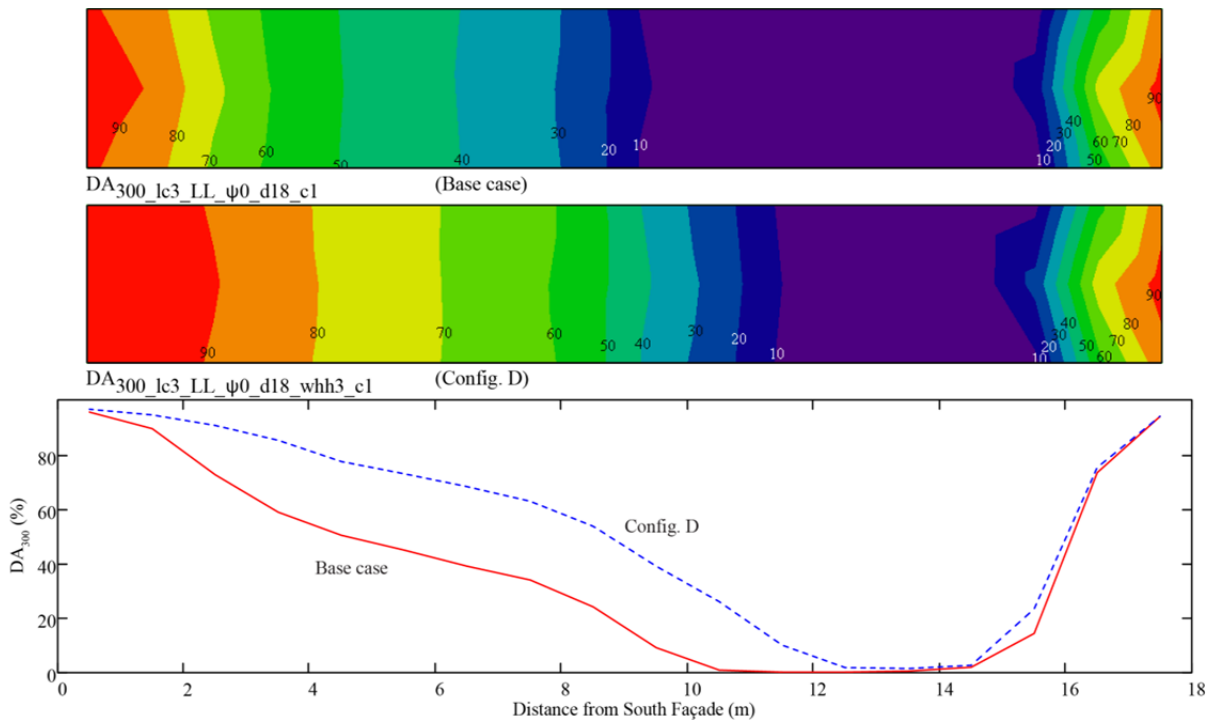 90 80 70 60 50 40 30 20 10 10 20 30 40 50 60 70 80 90
DA300_lc3_LL_ψ0_d18_c1 (Base case)
90 80 70 60 50 40 30 20 10 10 20 30 40 50 60 70 80 90
DA300_lc3_LL_ψ0_d18_whh3_c1 (Config. D)
DA300 (%)
80
60
40
20
0
Config. D
Base case
0 2 4 6 8 10 12 14 16 18
Distance from South Façade (m)